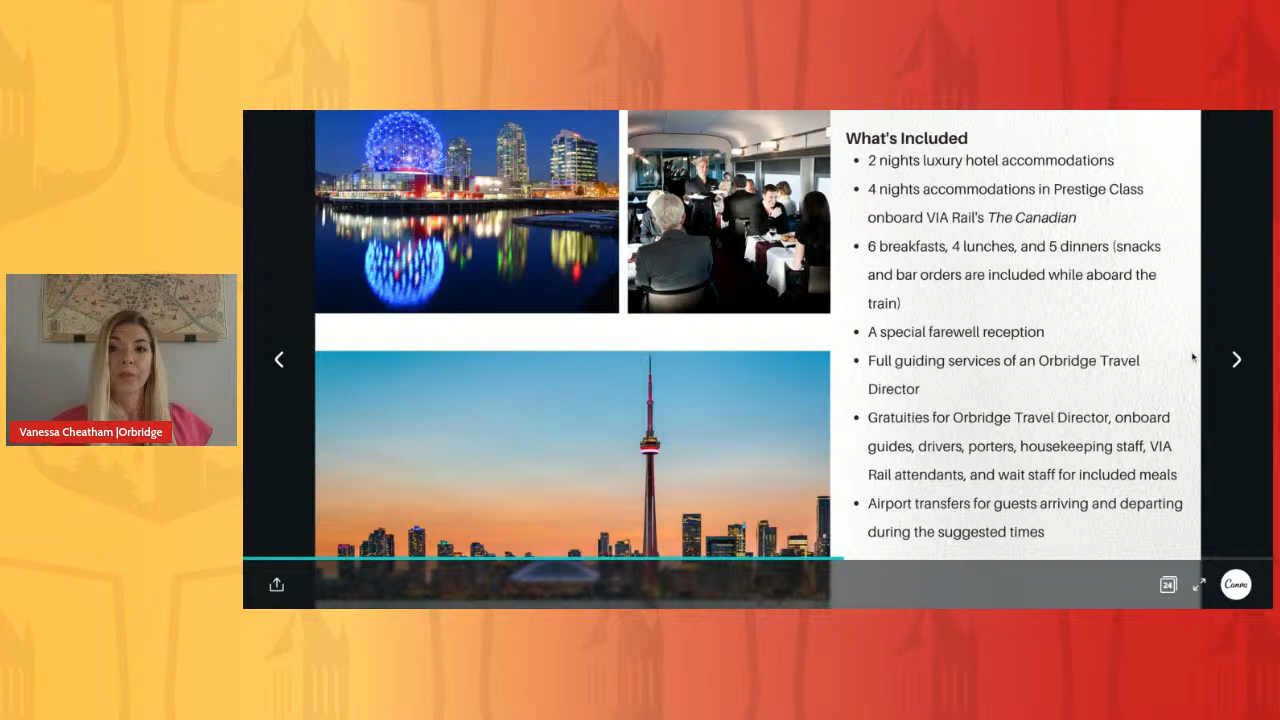 What's Included
• 2 nights luxury hotel accommodations
• 4 nights accommodations in Prestige Class
onboard VIA Rail's The Canadian
• 6 breakfasts, 4 lunches, and 5 dinners (snacks
and bar orders are included while aboard the
train)
• A special farewell reception
• Full guiding services of an Orbridge Travel
Director
• Gratuities for Orbridge Travel Director, onboard
guides, drivers, porters, housekeeping staff, VIA
Rail attendants, and wait staff for included meals
• Airport transfers for guests arriving and departing
during the suggested times
Vanessa Cheatham |Orbridge
24
Canva